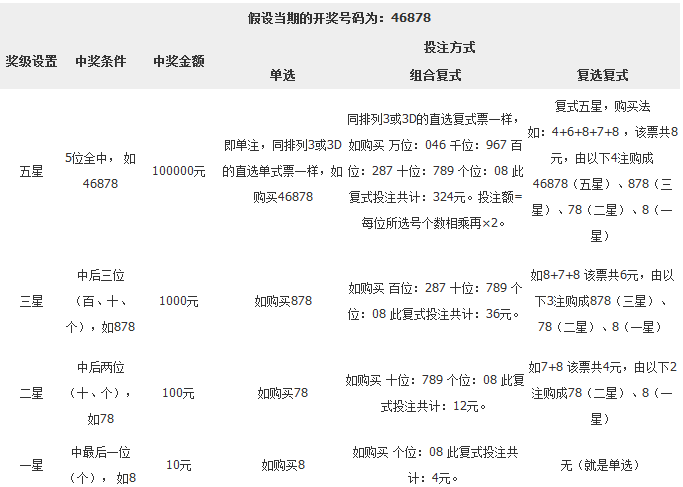 假设当期的开奖号码为：46878
奖级设置 中奖条件 中奖金额 投注方式
单选 组合复式 复选复式
五星
5位全中，如
46878
100000元
即单注，同排列3或3D
的直选单式票一样，如
购买46878
同排列3或3D的直选复式票一样，
如购买 万位：046 千位：967 百
位：287 十位：789 个位：08 此
复式投注共计：324元。投注额=
每位所选号个数相乘再×2。
复式五星，购买法
如：4+6+8+7+8 ，该票共8
元，由以下4注购成
46878（五星）、878（三
星）、78（二星）、8（一
星）
三星
中后三位
（百、十、
个），如878
1000元
如购买878
如购买 百位：287 十位：789 个
位：08 此复式投注共计：36元。
如8+7+8 该票共6元，由以
下3注购成878（三星）、
78（二星）、8（一星）
二星
中后两位
（十、个），
如78
100元
如购买78
如购买 十位：789 个位：08 此复
式投注共计：12元。
如7+8 该票共4元，由以下2
注购成78（二星）、8（一
星）
一星
中最后一位
（个），如8
10元
如购买8
如购买 个位：08 此复式投注共
计：4元。
无（就是单选）